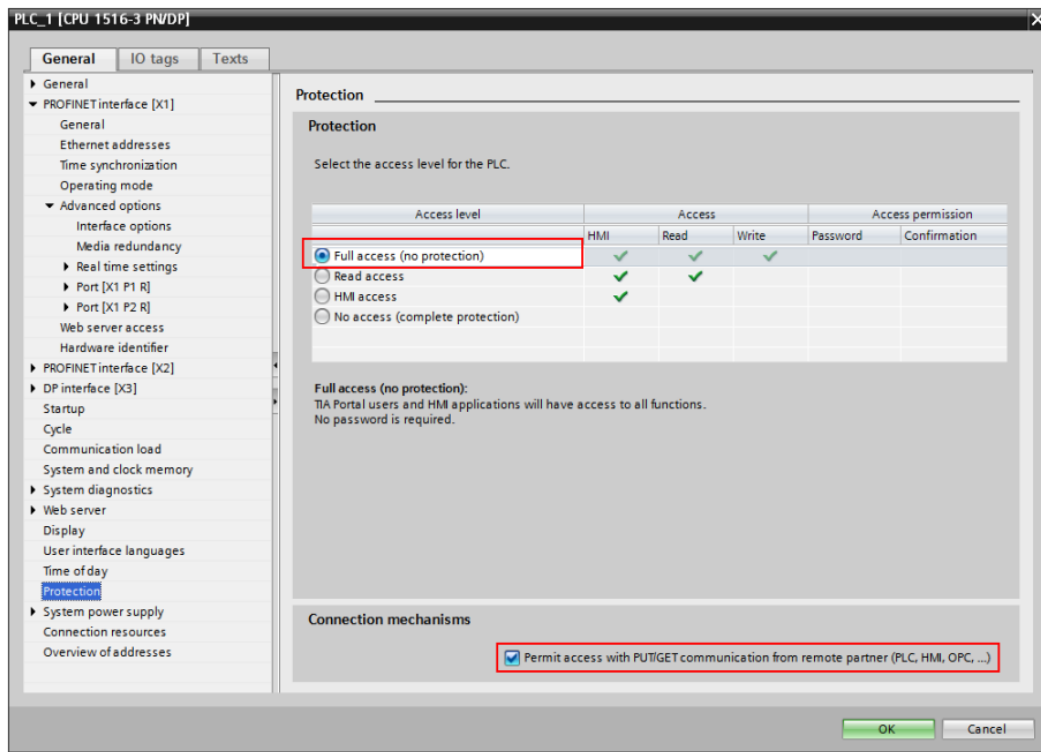 PLC_1 [CPU 1516-3 PN/DP]
General IO tags Texts
General
PROFINET interface [X1]
General
Ethernet addresses
Time synchronization
Operating mode
Advanced options
Interface options
Media redundancy
Real time settings
Port [X1 P1 R]
Port [X1 P2 R]
Web server access
Hardware identifier
PROFINET interface [X2]
DP interface [X3]
Startup
Cycle
Communication load
System and clock memory
System diagnostics
Web server
Display
User interface languages
Time of day
Protection
System power supply
Connection resources
Overview of addresses
Protection
Protection
Select the access level for the PLC.
Access level Access Access permission
HMI Read Write Password Confirmation
Full access (no protection)
Read access
HMI access
No access (complete protection)
Full access (no protection):
TIA Portal users and HMI applications will have access to all functions.
No password is required.
Connection mechanisms
Permit access with PUT/GET communication from remote partner (PLC, HMI, OPC, ...)
OK Cancel